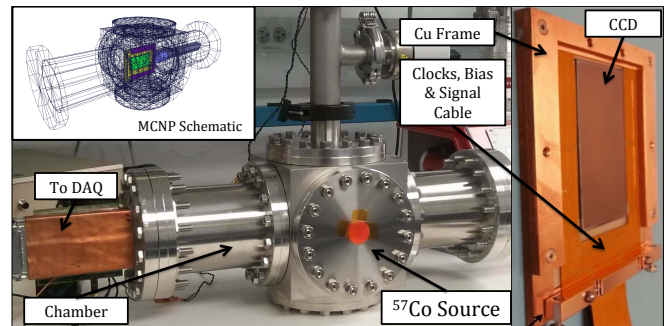 MCNP Schematic
To DAQ
Chamber
Cu Frame
Clocks, Bias
& Signal
Cable
⁵⁷Co Source
CCD